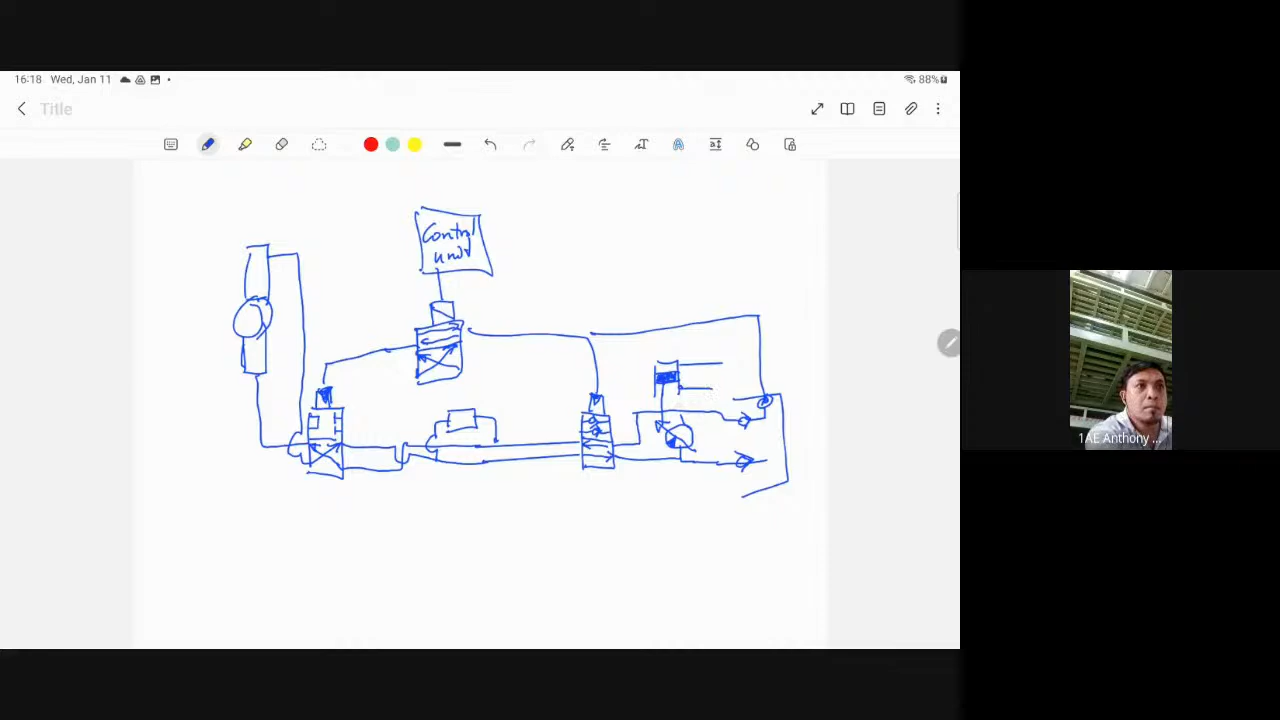 16:18 Wed, Jan 11
88%
Title
Control
unit
1AE Anthony ...